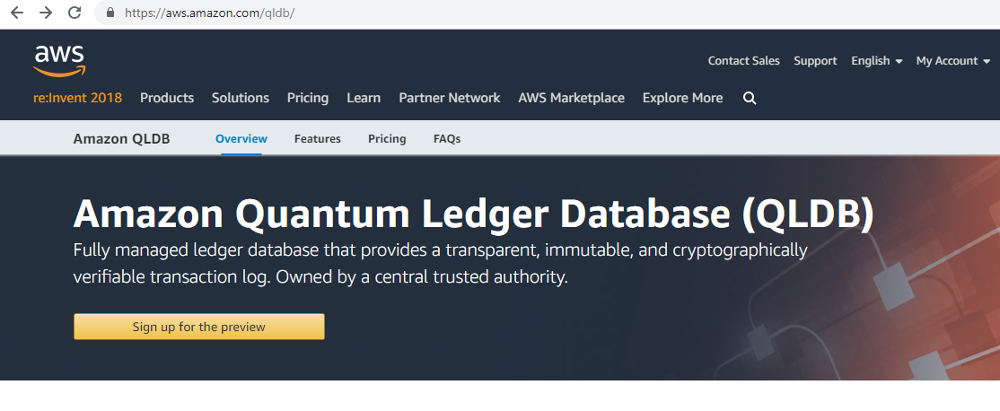 https://aws.amazon.com/qldb/
aws
Contact Sales Support English My Account
re:Invent 2018 Products Solutions Pricing Learn Partner Network AWS Marketplace Explore More
Amazon QLDB Overview Features Pricing FAQs
Amazon Quantum Ledger Database (QLDB)
Fully managed ledger database that provides a transparent, immutable, and cryptographically
verifiable transaction log. Owned by a central trusted authority.
Sign up for the preview